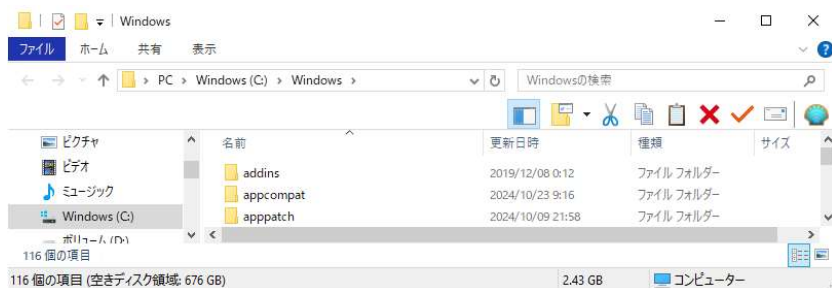 Windows
ファイル ホーム 共有 表示
PC > Windows (C:) > Windows > Windowsの検索
ピクチャ 名前 更新日時 種類 サイズ
ビデオ addins 2019/12/08 0:12 ファイル フォルダー
ミュージック appcompat 2024/10/23 9:16 ファイル フォルダー
Windows (C:) apppatch 2024/10/09 21:58 ファイル フォルダー
ボリューム (D:)
116 個の項目
116 個の項目 (空きディスク領域: 676 GB) 2.43 GB コンピューター